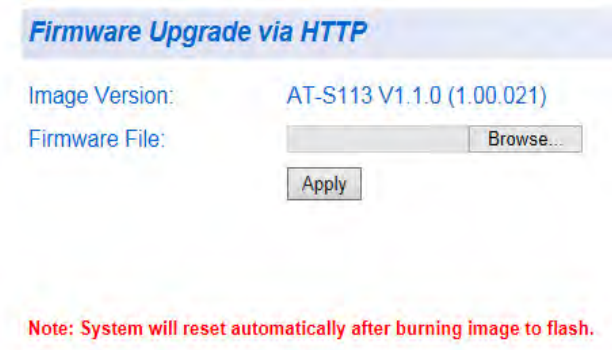 Firmware Upgrade via HTTP
Image Version: AT-S113 V1.1.0 (1.00.021)
Firmware File: Browse...
Apply
Note: System will reset automatically after burning image to flash.